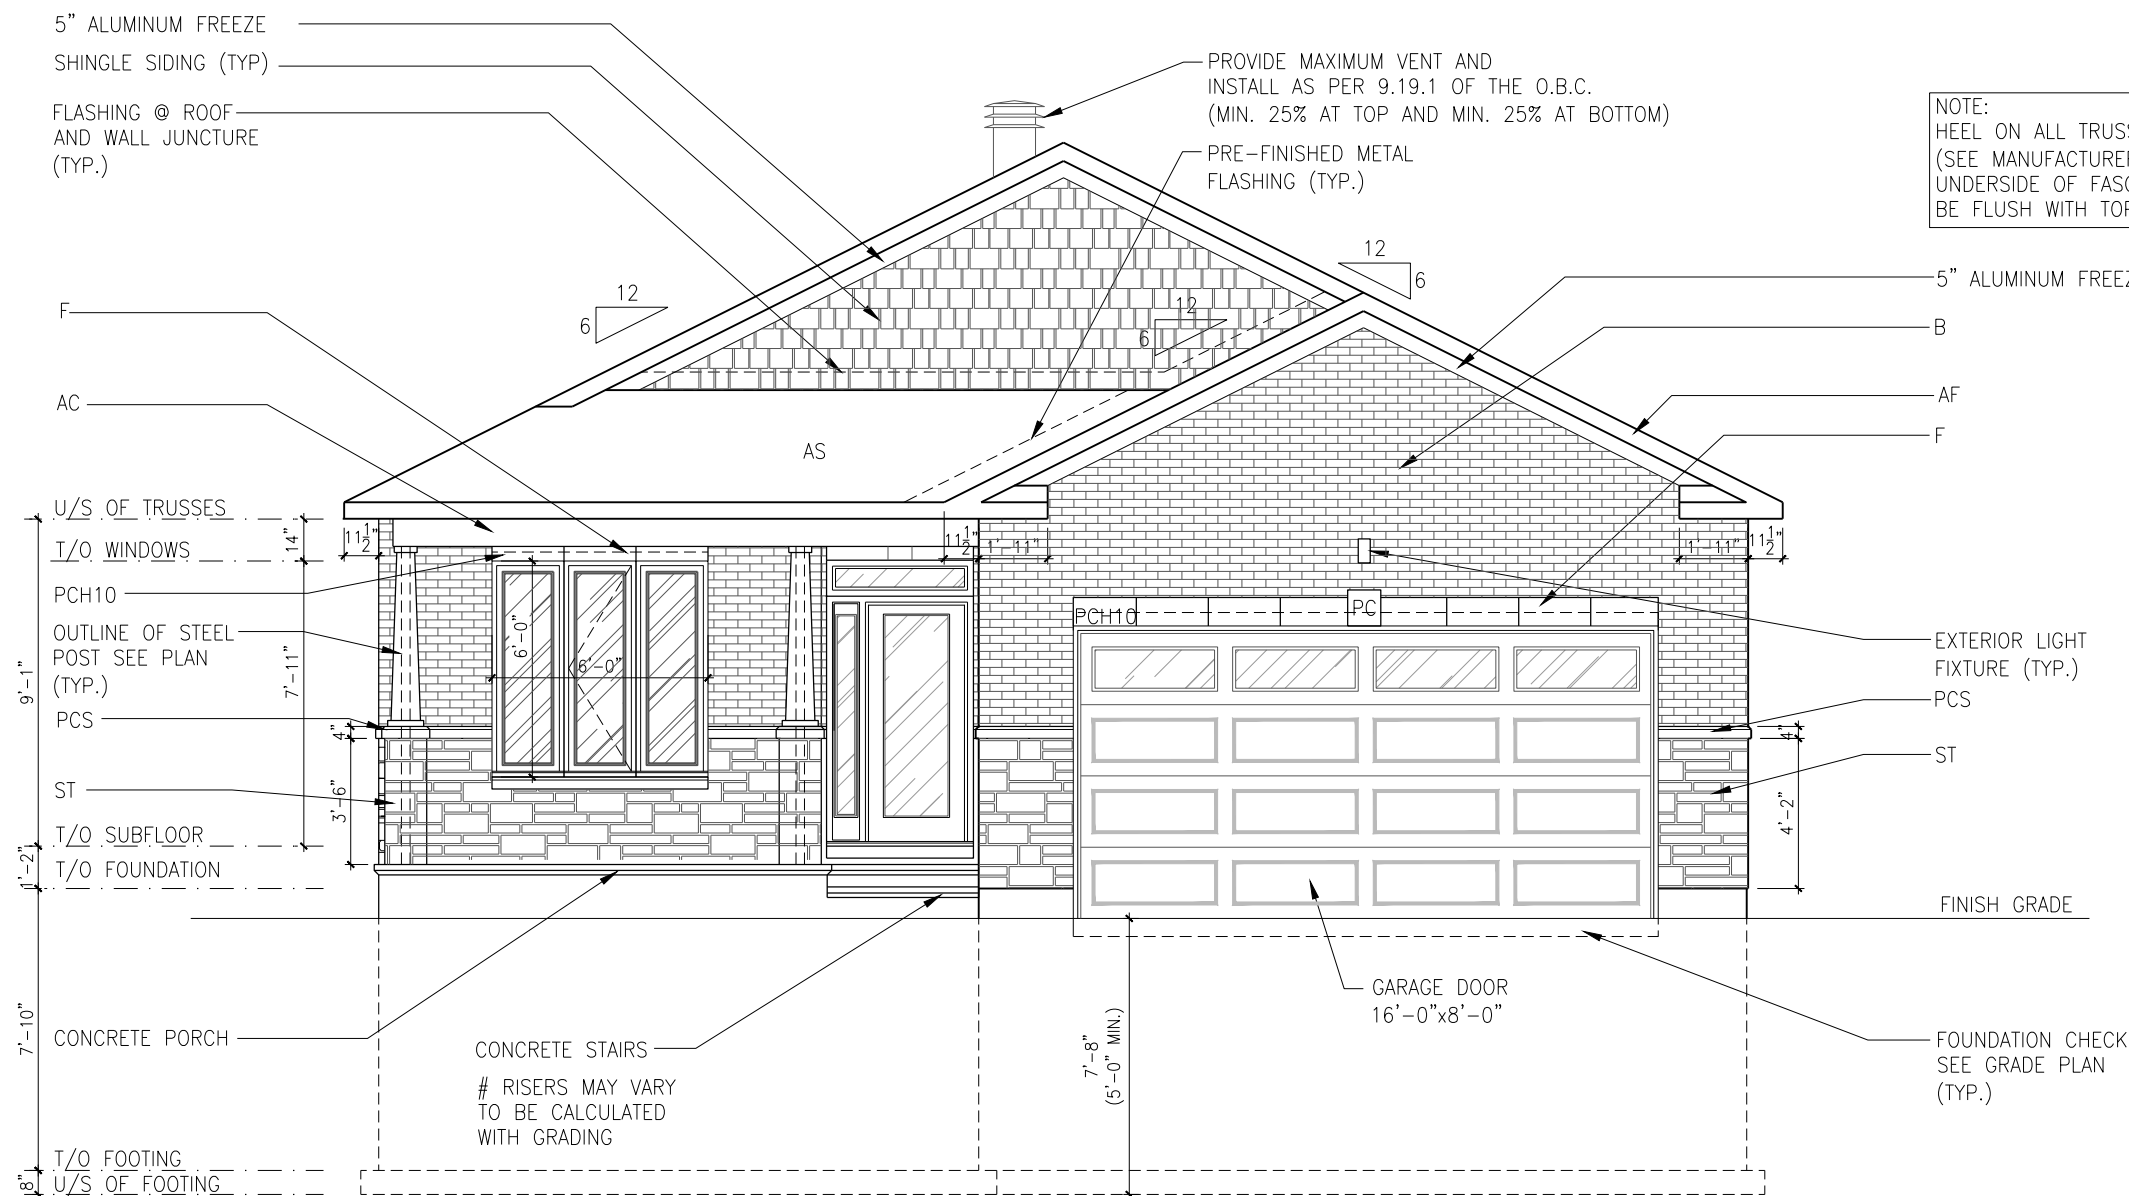 5" ALUMINUM FREEZE
SHINGLE SIDING (TYP)
FLASHING @ ROOF
AND WALL JUNCTURE
(TYP.)
PROVIDE MAXIMUM VENT AND
INSTALL AS PER 9.19.1 OF THE O.B.C.
(MIN. 25% AT TOP AND MIN. 25% AT BOTTOM)
PRE-FINISHED METAL
FLASHING (TYP.)
NOTE:
HEEL ON ALL TRUSS
(SEE MANUFACTURER
UNDERSIDE OF FASC
BE FLUSH WITH TOP
12
6
12
6
12
6
5" ALUMINUM FREEZ
B
AF
F
F
AC
AS
U/S OF TRUSSES
T/O WINDOWS
PCH10
OUTLINE OF STEEL
POST SEE PLAN
(TYP.)
PCS
ST
T/O SUBFLOOR
T/O FOUNDATION
9'-1"
1'-2"
7'-10"
8"
14"
7'-11"
11 1/2"
4"
3'-6"
6'-0"
6'-0"
11 1/2"
1'-11"
1'-11"
11 1/2"
PCH10
PC
EXTERIOR LIGHT
FIXTURE (TYP.)
PCS
ST
4"
4'-2"
FINISH GRADE
GARAGE DOOR
16'-0"x8'-0"
7'-8"
(5'-0" MIN.)
CONCRETE PORCH
CONCRETE STAIRS
# RISERS MAY VARY
TO BE CALCULATED
WITH GRADING
FOUNDATION CHECK
SEE GRADE PLAN
(TYP.)
T/O FOOTING
U/S OF FOOTING